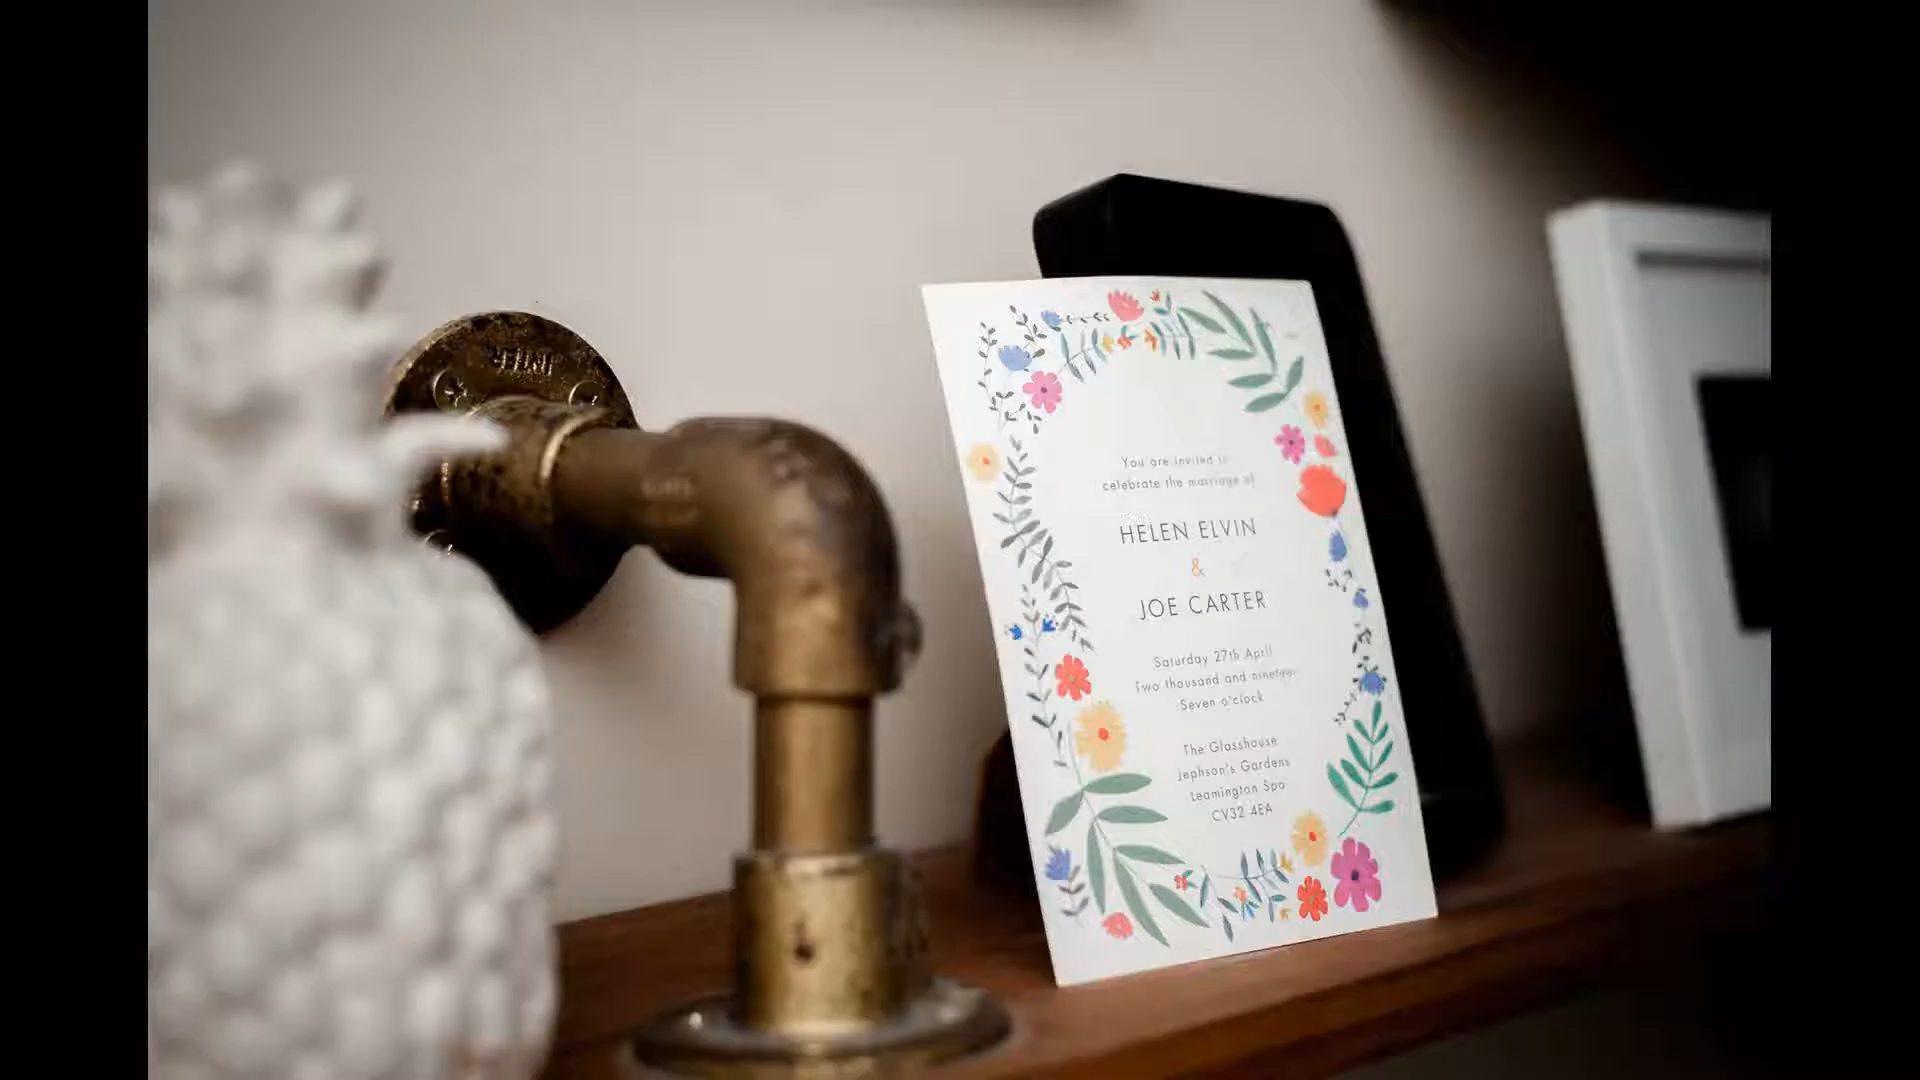 You are invited to
celebrate the marriage of
HELEN ELVIN
&
JOE CARTER
Saturday 27th April
Two thousand and nineteen
Seven o'clock
The Glasshouse
Jephson's Gardens
Leamington Spa
CV32 4EA